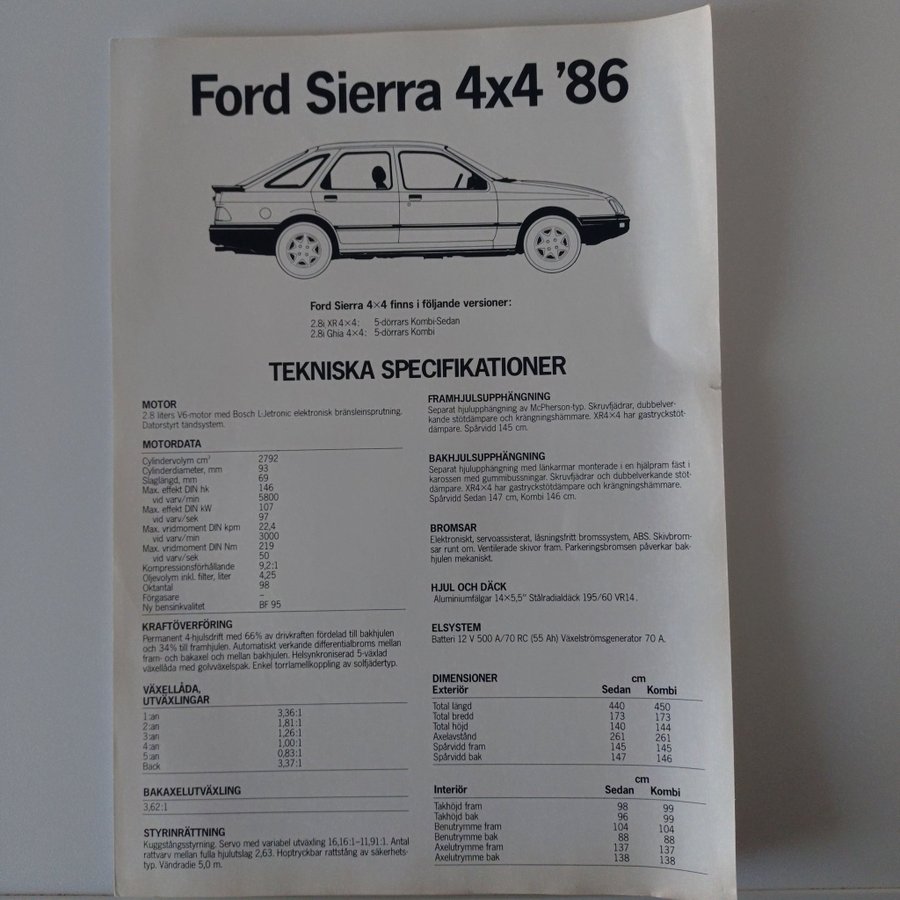 Ford Sierra 4x4 ’86
Ford Sierra 4×4 finns i följande versioner:
2.8i XR4×4: 5-dörrars Kombi-Sedan
2.8i Ghia 4×4: 5-dörrars Kombi
TEKNISKA SPECIFIKATIONER
MOTOR
2.8 liters V6-motor med Bosch L-Jetronic elektronisk bränsleinsprutning.
Datorstyrt tändsystem.
MOTORDATA
Cylindervolym cm³ 2792
Cylinderdiameter, mm 93
Slaglängd, mm 69
Max. effekt DIN hk 146
vid varv/min 5800
Max. effekt DIN kW 107
vid varv/sek 97
Max. vridmoment DIN kpm 22,4
vid varv/min 3000
Max. vridmoment DIN Nm 219
vid varv/sek 50
Kompressionsförhållande 9,2:1
Oljevolym inkl. filter, liter 4,25
Oktantal 98
Förgasare –
Ny bensinkvalitet BF 95
KRAFTÖVERFÖRING
Permanent 4-hjulsdrift med 66% av drivkraften fördelad till bakhjulen
och 34% till framhjulen. Automatiskt verkande differentialbroms mellan
fram- och bakaxel och mellan bakhjulen. Helsynkroniserad 5-växlad
växellåda med golvväxelspak. Enkel torrlamellkoppling av solfjädertyp.
VÄXELLÅDA,
UTVÄXLINGAR
1:an 3,36:1
2:an 1,81:1
3:an 1,26:1
4:an 1,00:1
5:an 0,83:1
Back 3,37:1
BAKAXELUTVÄXLING
3,62:1
STYRINRÄTTNING
Kuggstångsstyrning. Servo med variabel utväxling 16,16:1–11,91:1. Antal
rattvarv mellan fulla hjulutslag 2,63. Hoptryckbar rattstång av säkerhets-
typ. Vändradie 5,0 m.
FRAMHJULSUPPHÄNGNING
Separat hjulupphängning av McPherson-typ. Skruvfjädrar, dubbelver-
kande stötdämpare och krängningshämmare. XR4×4 har gastryckstöt-
dämpare. Spårvidd 145 cm.
BAKHJULSUPPHÄNGNING
Separat hjulupphängning med länkarmar monterade i en hjälpram fäst i
karossen med gummibussningar. Skruvfjädrar och dubbelverkande stöt-
dämpare. XR4×4 har gastryckstötdämpare och krängningshämmare.
Spårvidd Sedan 147 cm, Kombi 146 cm.
BROMSAR
Elektroniskt, servoassisterat, låsningsfritt bromssystem, ABS. Skivbrom-
sar runt om. Ventilerade skivor fram. Parkeringsbromsen påverkar bak-
hjulen mekaniskt.
HJUL OCH DÄCK
Aluminiumfälgar 14×5,5″ Stålradialdäck 195/60 VR14.
ELSYSTEM
Batteri 12 V 500 A/70 RC (55 Ah) Växelströmsgenerator 70 A.
DIMENSIONER cm
Exteriör Sedan Kombi
Total längd 440 450
Total bredd 173 173
Total höjd 140 144
Axelavstånd 261 261
Spårvidd fram 145 145
Spårvidd bak 147 146
cm
Interiör Sedan Kombi
Takhöjd fram 98 99
Takhöjd bak 96 99
Benutrymme fram 104 104
Benutrymme bak 88 88
Axelutrymme fram 137 137
Axelutrymme bak 138 138